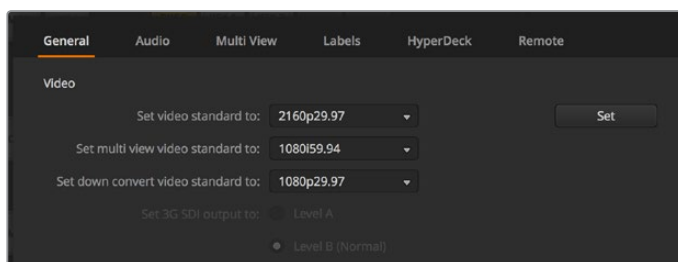 General Audio Multi View Labels HyperDeck Remote
Video
Set video standard to: 2160p29.97 Set
Set multi view video standard to: 1080i59.94
Set down convert video standard to: 1080p29.97
Set 3G SDI output to: Level A
Level B (Normal)